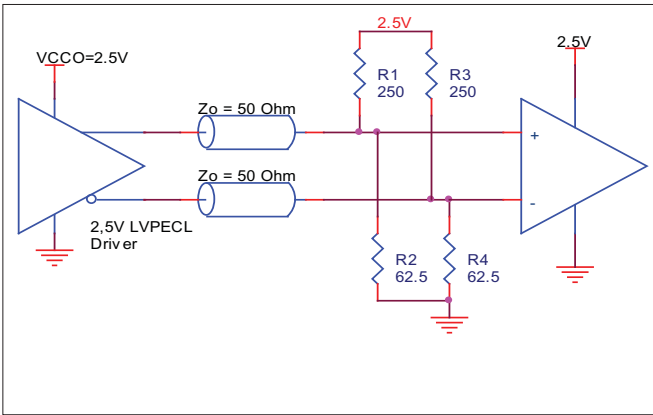 2.5V
VCCO=2.5V
2.5V
R1
250
R3
250
Zo = 50 Ohm
+
Zo = 50 Ohm
-
2,5V LVPECL
Driver
R2
62.5
R4
62.5